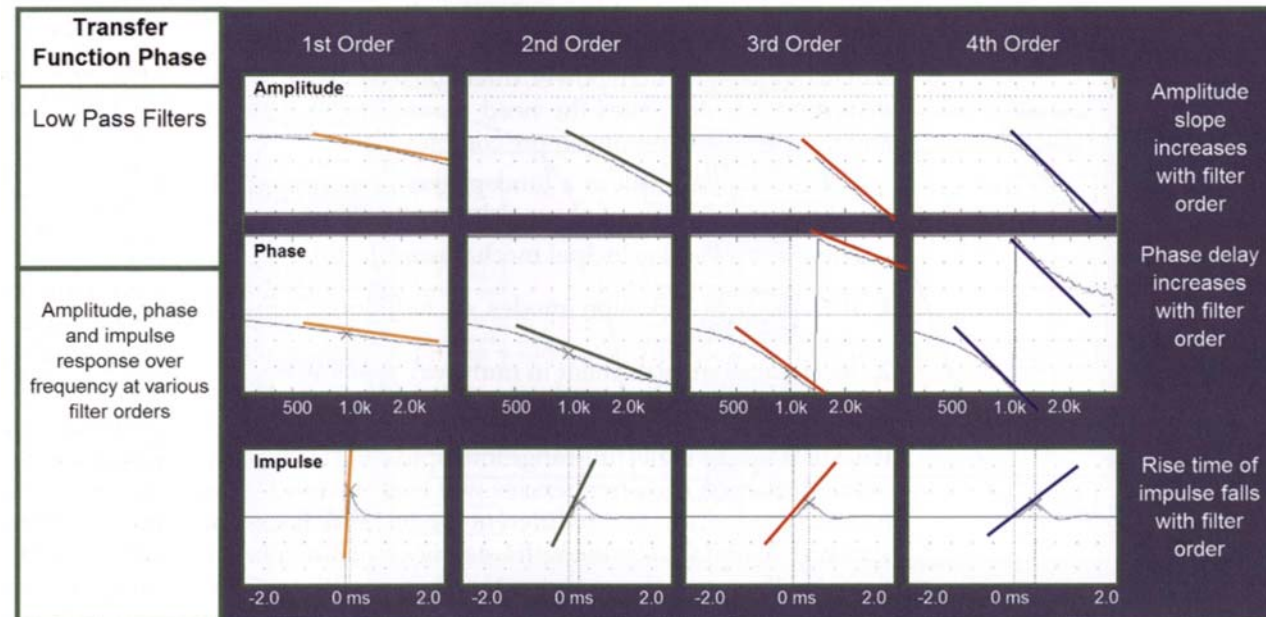 Transfer
Function Phase
1st Order
2nd Order
3rd Order
4th Order
Low Pass Filters
Amplitude
Amplitude
slope
increases
with filter
order
Phase
Phase delay
increases
with filter
order
Amplitude, phase
and impulse
response over
frequency at various
filter orders
500 1.0k 2.0k
500 1.0k 2.0k
500 1.0k 2.0k
500 1.0k 2.0k
Impulse
Rise time of
impulse falls
with filter
order
-2.0 0 ms 2.0
-2.0 0 ms 2.0
-2.0 0 ms 2.0
-2.0 0 ms 2.0